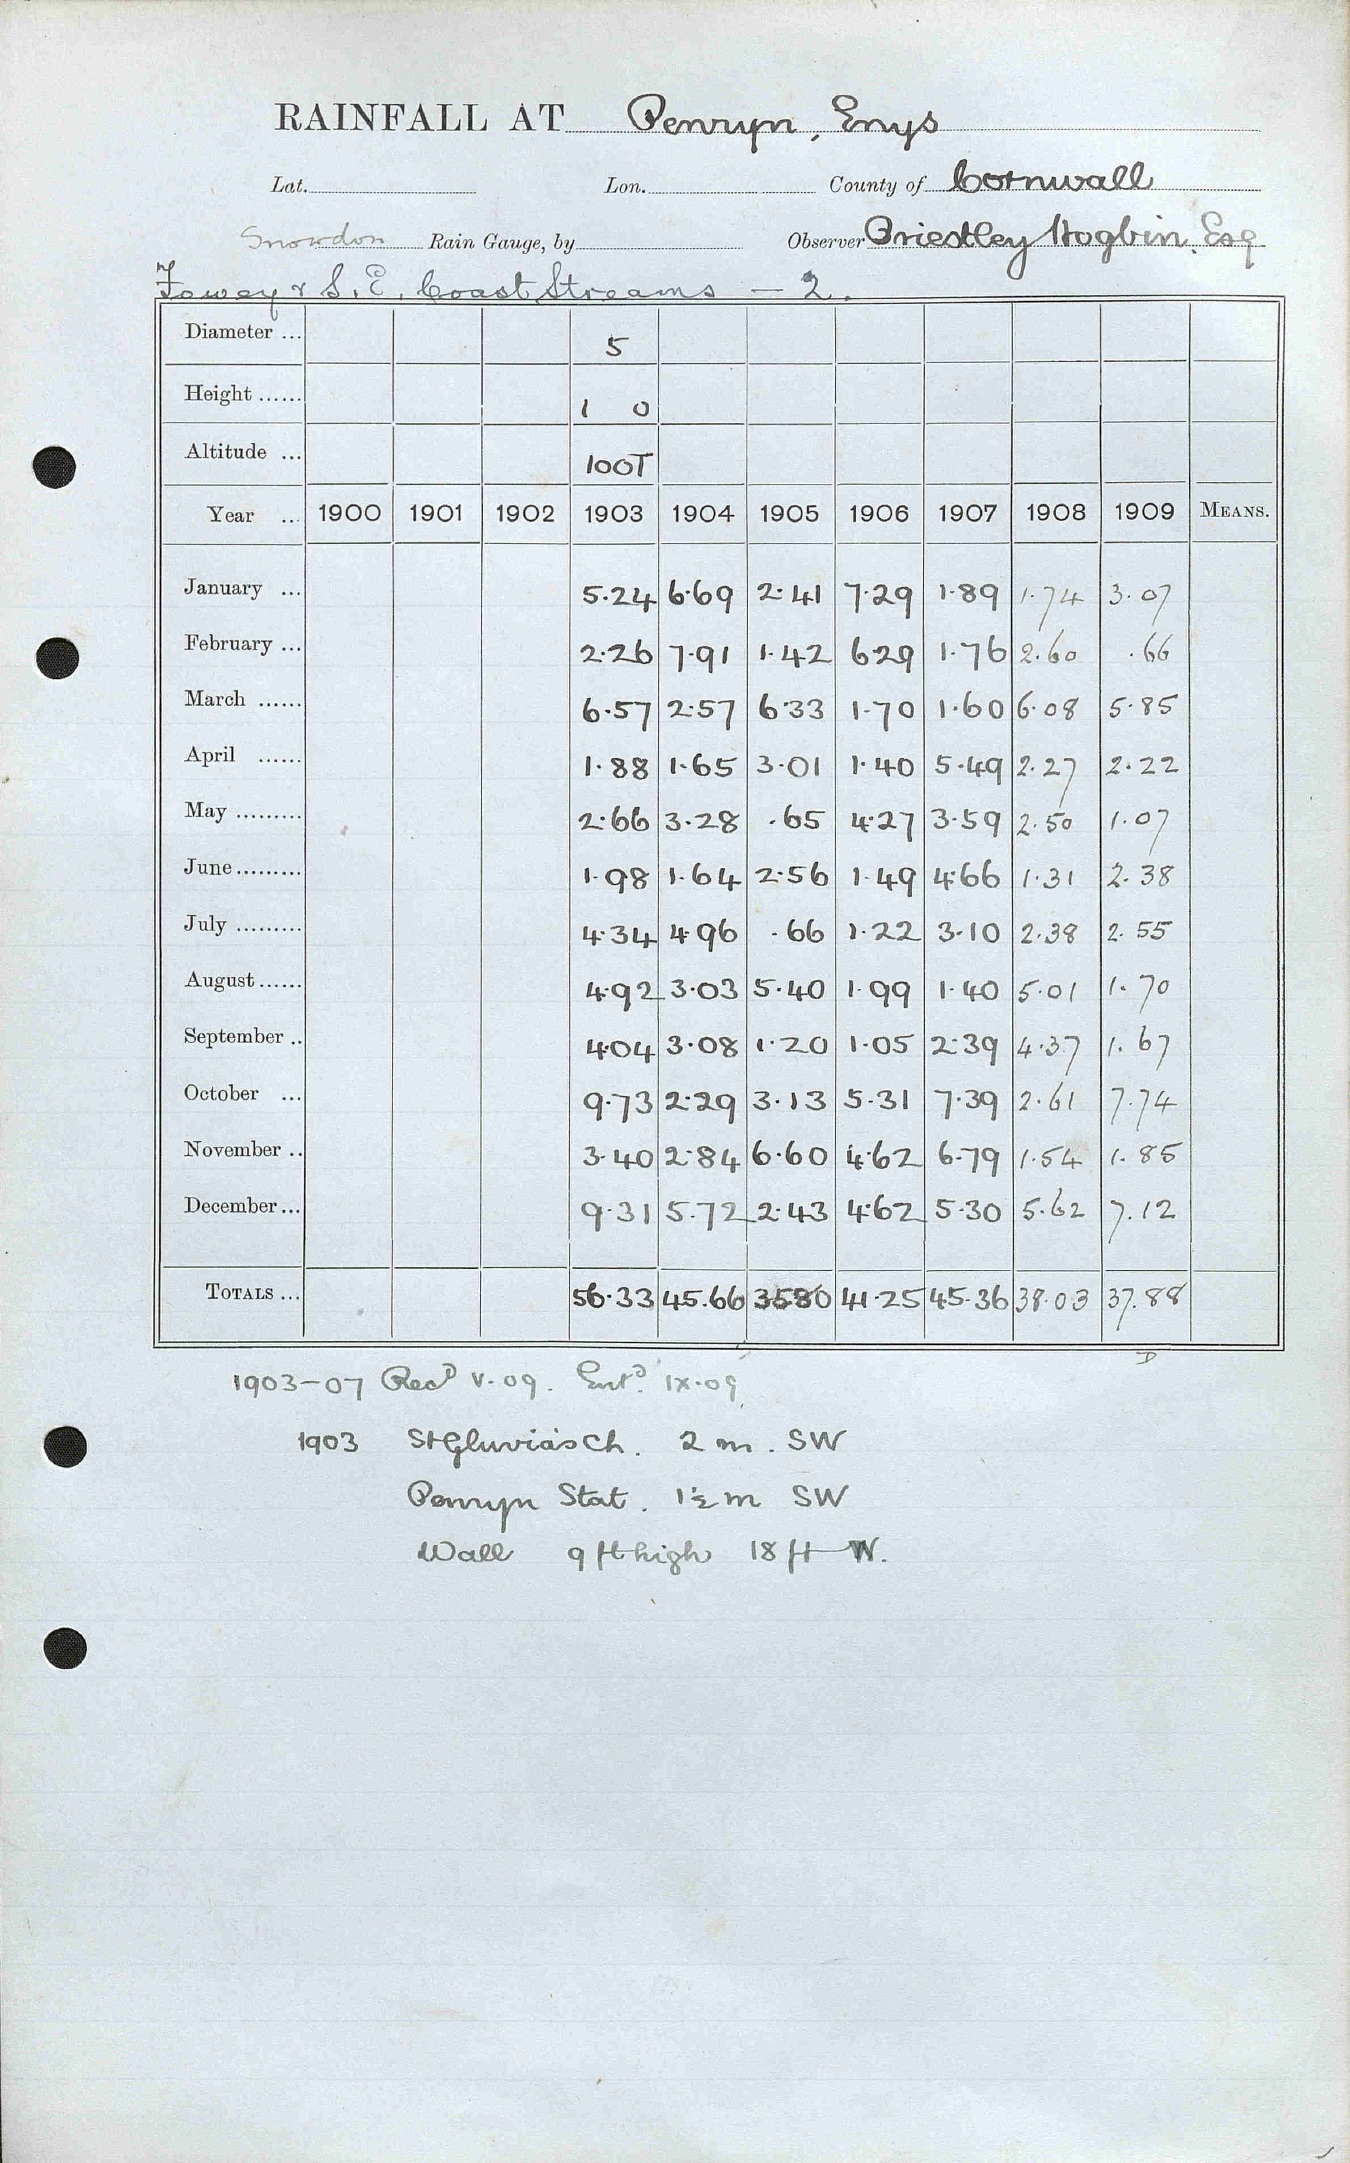 RAINFALL AT Penryn, Enys
Lat. Lon. County of Cornwall
Snowdon Rain Gauge, by Observer Priestley Hogbin, Esq
Fowey & S. E. Coast Streams — 2.
Diameter ... 5
Height ...... 1 0
Altitude ... 100T
Year ... 1900 1901 1902 1903 1904 1905 1906 1907 1908 1909 MEANS.
January ... 5.24 6.69 2.41 7.29 1.89 1.74 3.07
February ... 2.26 7.91 1.42 6.29 1.76 2.60 .66
March ...... 6.57 2.57 6.33 1.70 1.60 6.08 5.85
April ...... 1.88 1.65 3.01 1.40 5.49 2.27 2.22
May ......... 2.66 3.28 .65 4.27 3.59 2.50 1.07
June ......... 1.98 1.64 2.56 1.49 4.66 1.31 2.38
July ......... 4.34 4.96 .66 1.22 3.10 2.38 2.55
August ...... 4.92 3.03 5.40 1.99 1.40 5.01 1.70
September .. 4.04 3.08 1.20 1.05 2.39 4.37 1.67
October ... 9.73 2.29 3.13 5.31 7.39 2.61 7.74
November .. 3.40 2.84 6.60 4.62 6.79 1.54 1.85
December ... 9.31 5.72 2.43 4.62 5.30 5.62 7.12
TOTALS ... 56.33 45.66 35.80 41.25 45.36 38.03 37.88
D
1903-07 Recd V.09. Entd. IX.09
1903 St Gluvias Ch. 2 m. SW
Penryn Stat. 1½ m SW
Wall 9 ft high 18 ft W.